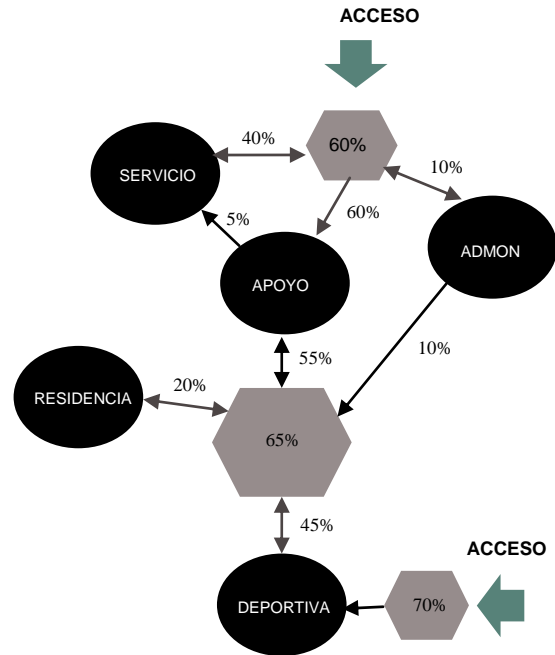 ACCESO
40%
60%
10%
SERVICIO
60%
5%
ADMON
APOYO
55%
10%
20%
RESIDENCIA
65%
45%
ACCESO
DEPORTIVA
70%